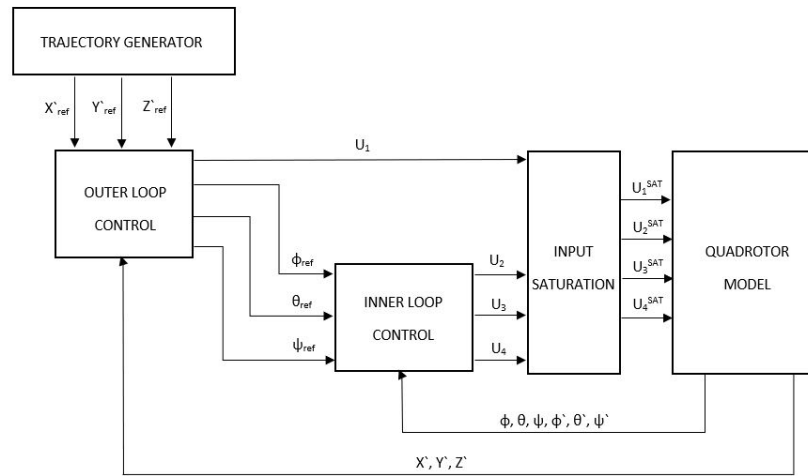 TRAJECTORY GENERATOR
X`ref
Y`ref
Z`ref
OUTER LOOP
CONTROL
U1
ϕref
θref
ψref
INNER LOOP
CONTROL
U2
U3
U4
INPUT
SATURATION
U1SAT
U2SAT
U3SAT
U4SAT
QUADROTOR
MODEL
ϕ, θ, ψ, ϕ`, θ`, ψ`
X`, Y`, Z`